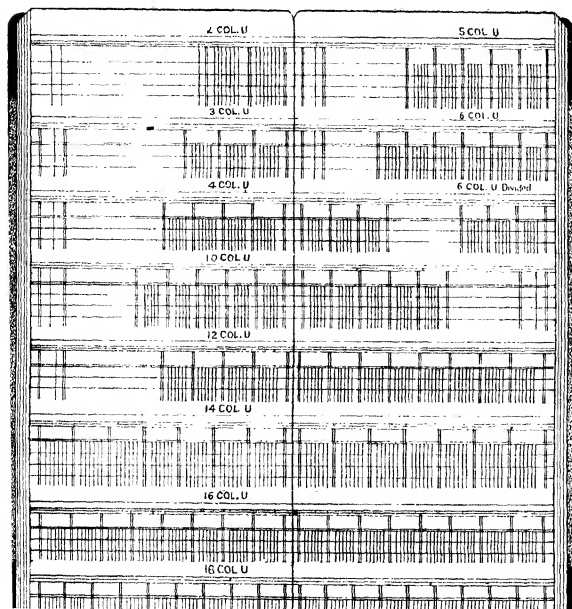 2 COL. U 5 COL. U
3 COL. U 6 COL. U
4 COL. U 6 COL. U Divided
10 COL. U
12 COL. U
14 COL. U
16 COL. U
18 COL. U